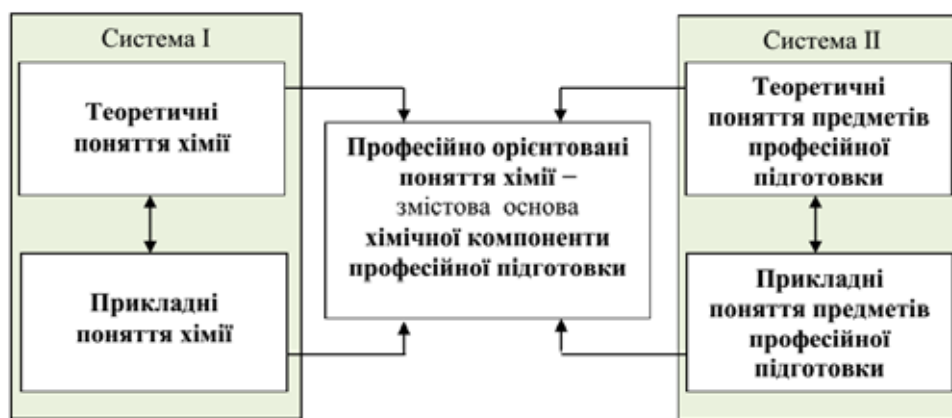 Система І
Теоретичні
поняття хімії
Прикладні
поняття хімії
Професійно орієнтовані
поняття хімії –
змістова основа
хімічної компоненти
професійної підготовки
Система ІІ
Теоретичні
поняття предметів
професійної
підготовки
Прикладні
поняття предметів
професійної
підготовки